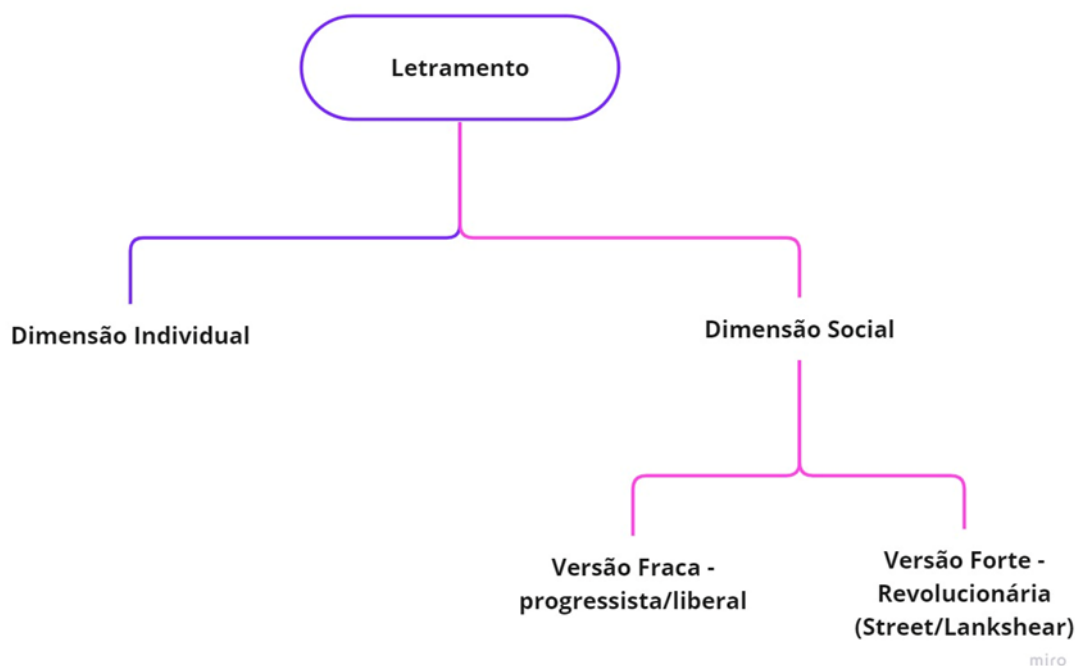 Letramento
Dimensão Individual
Dimensão Social
Versão Fraca -
progressista/liberal
Versão Forte -
Revolucionária
(Street/Lankshear)
miro